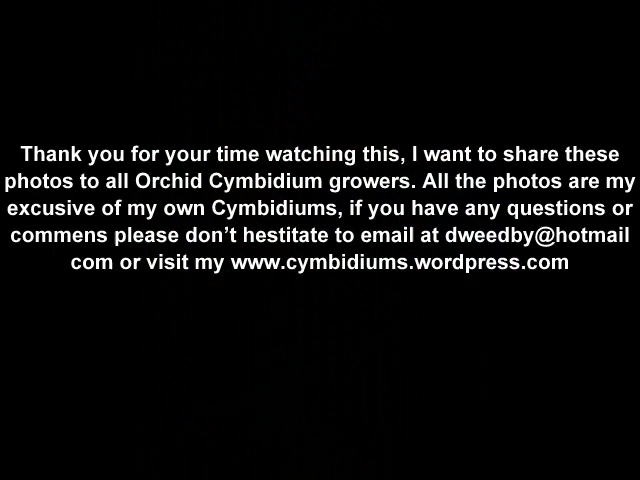 Thank you for your time watching this, I want to share these
photos to all Orchid Cymbidium growers. All the photos are my
excusive of my own Cymbidiums, if you have any questions or
commens please don’t hestitate to email at dweedby@hotmail
com or visit my www.cymbidiums.wordpress.com